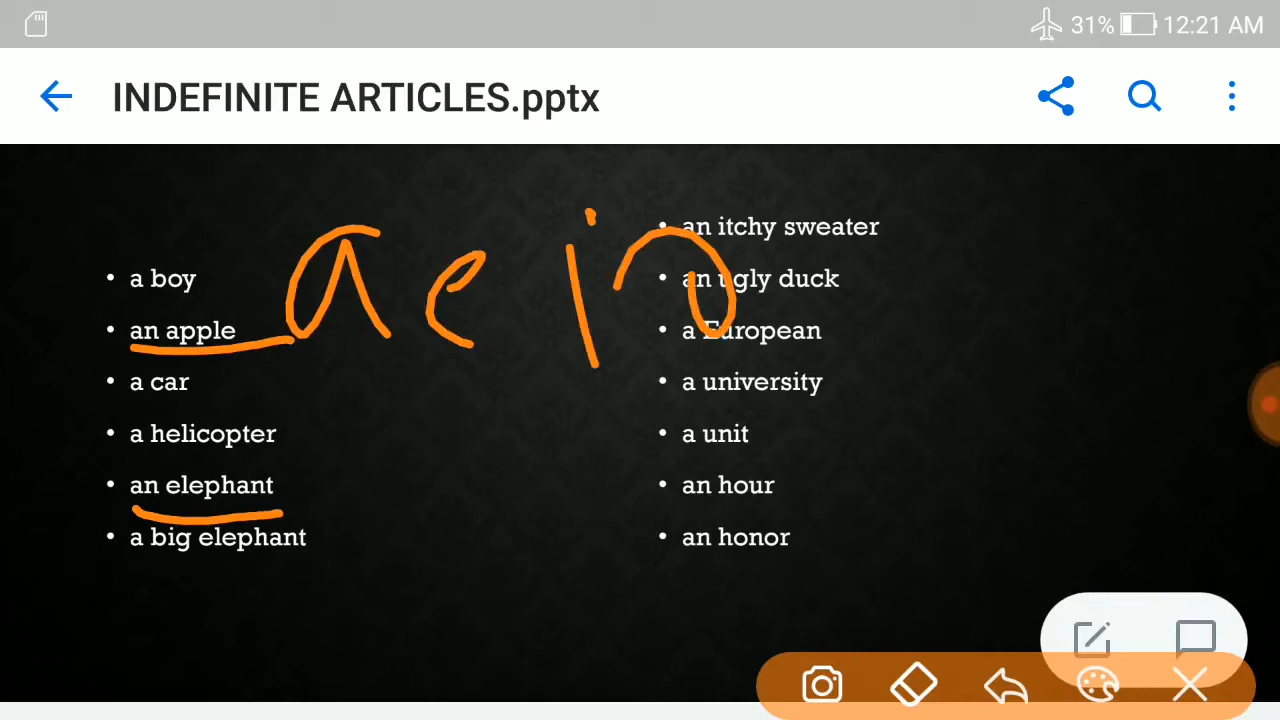 31% 12:21 AM
INDEFINITE ARTICLES.pptx
a e i o
• a boy
• an apple
• a car
• a helicopter
• an elephant
• a big elephant
• an itchy sweater
• an ugly duck
• a European
• a university
• a unit
• an hour
• an honor